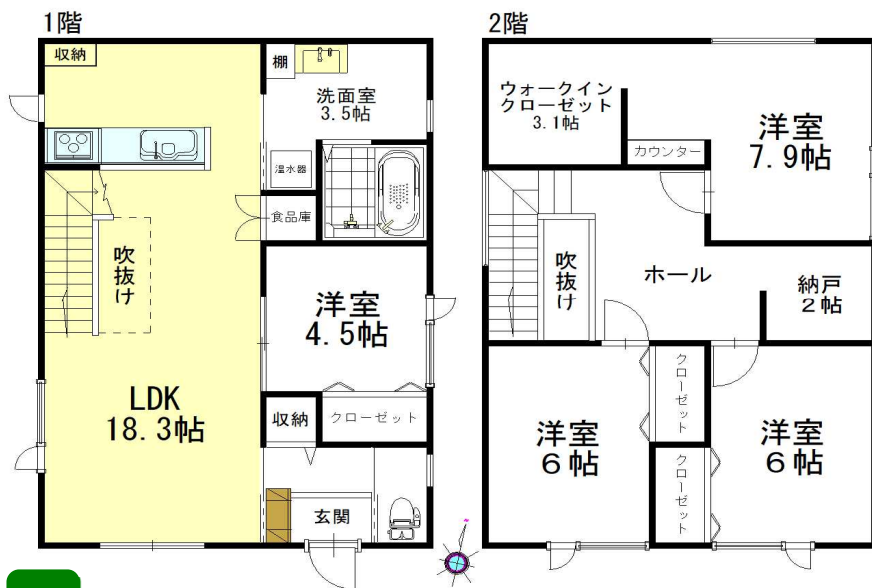 1階
収納
棚
洗面室
3.5帖
温水器
食品庫
吹抜け
洋室
4.5帖
LDK
18.3帖
収納
クローゼット
玄関
2階
ウォークイン
クローゼット
3.1帖
カウンター
洋室
7.9帖
吹抜け
ホール
納戸
2帖
洋室
6帖
クローゼット
クローゼット
洋室
6帖